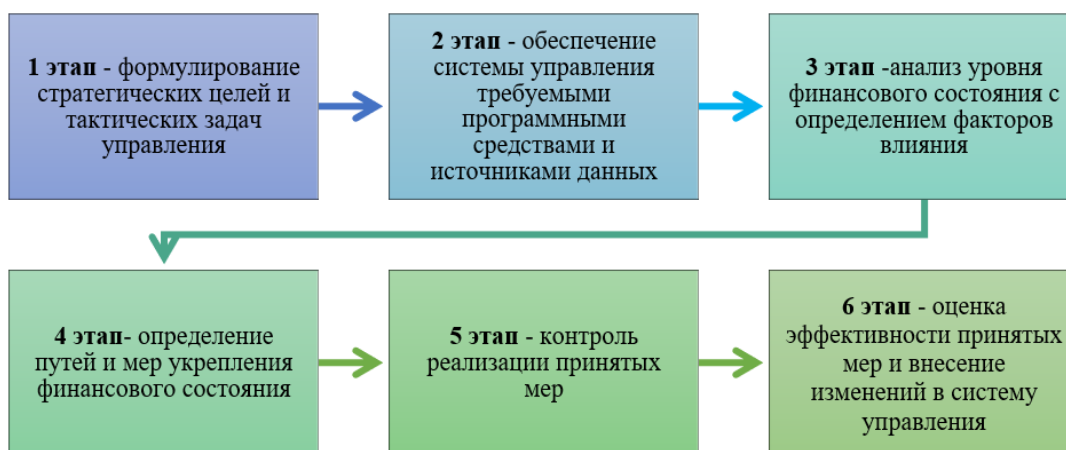 1 этап - формулирование
стратегических целей и
тактических задач
управления
2 этап - обеспечение
системы управления
требуемыми
программными
средствами и
источниками данных
3 этап -анализ уровня
финансового состояния с
определением факторов
влияния
4 этап- определение
путей и мер укрепления
финансового состояния
5 этап - контроль
реализации принятых
мер
6 этап - оценка
эффективности принятых
мер и внесение
изменений в систему
управления